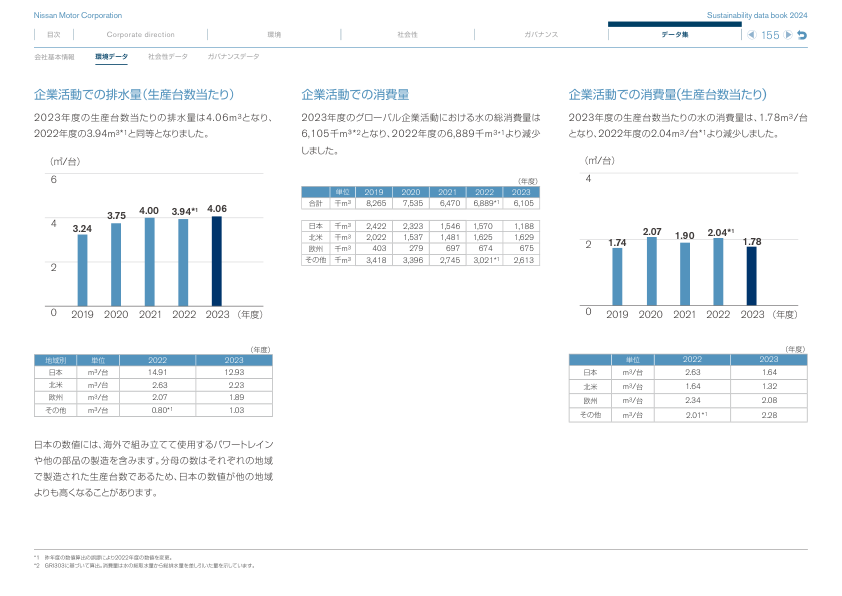 Nissan Motor Corporation
Sustainability data book 2024
目次 Corporate direction 環境 社会性 ガバナンス データ集 155
会社基本情報 環境データ 社会性データ ガバナンスデータ
企業活動での排水量(生産台数当たり)
2023年度の生産台数当たりの排水量は4.06m³となり、
2022年度の3.94m³*¹と同等となりました。
(㎥/台)
6
4
2
0
3.24 3.75 4.00 3.94*¹ 4.06
2019 2020 2021 2022 2023 (年度)
(年度)
地域別 単位 2022 2023
日本 m³/台 14.91 12.93
北米 m³/台 2.63 2.23
欧州 m³/台 2.07 1.89
その他 m³/台 0.80*¹ 1.03
日本の数値には、海外で組み立てて使用するパワートレイン
や他の部品の製造を含みます。分母の数はそれぞれの地域
で製造された生産台数であるため、日本の数値が他の地域
よりも高くなることがあります。
企業活動での消費量
2023年度のグローバル企業活動における水の総消費量は
6,105千m³*²となり、2022年度の6,889千m³*¹より減少
しました。
(年度)
単位 2019 2020 2021 2022 2023
合計 千m³ 8,265 7,535 6,470 6,889*¹ 6,105
日本 千m³ 2,422 2,323 1,546 1,570 1,188
北米 千m³ 2,022 1,537 1,481 1,625 1,629
欧州 千m³ 403 279 697 674 675
その他 千m³ 3,418 3,396 2,745 3,021*¹ 2,613
企業活動での消費量(生産台数当たり)
2023年度の生産台数当たりの水の消費量は、1.78m³/台
となり、2022年度の2.04m³/台*¹より減少しました。
(㎥/台)
4
2
0
1.74 2.07 1.90 2.04*¹ 1.78
2019 2020 2021 2022 2023 (年度)
(年度)
単位 2022 2023
日本 m³/台 2.63 1.64
北米 m³/台 1.64 1.32
欧州 m³/台 2.34 2.08
その他 m³/台 2.01*¹ 2.28
*1 昨年度の数値算出の誤謬により2022年度の数値を変更。
*2 GRI303に基づいて算出。消費量は水の総取水量から総排水量を差し引いた量を示しています。